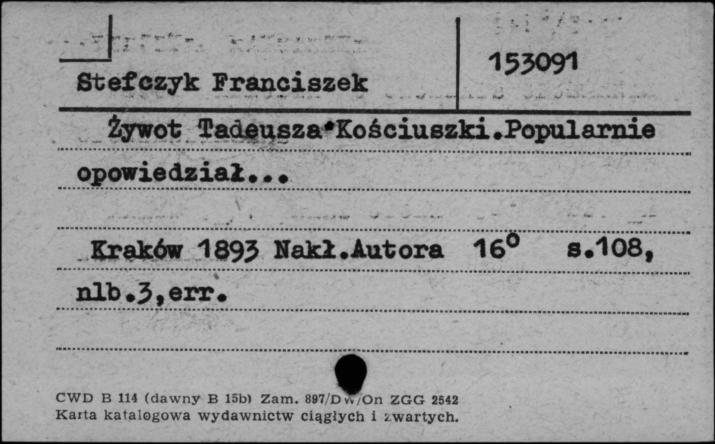 153091
Stefczyk Franciszek
Żywot Tadeusza Kościuszki.Popularnie
opowiedział...
Kraków 1893 Nakł.Autora 16⁰ s.108,
nlb.3,err.
CWD B 114 (dawny B 15b) Zam. 897/DW/On ZGG 2542
Karta katalogowa wydawnictw ciągłych i zwartych.